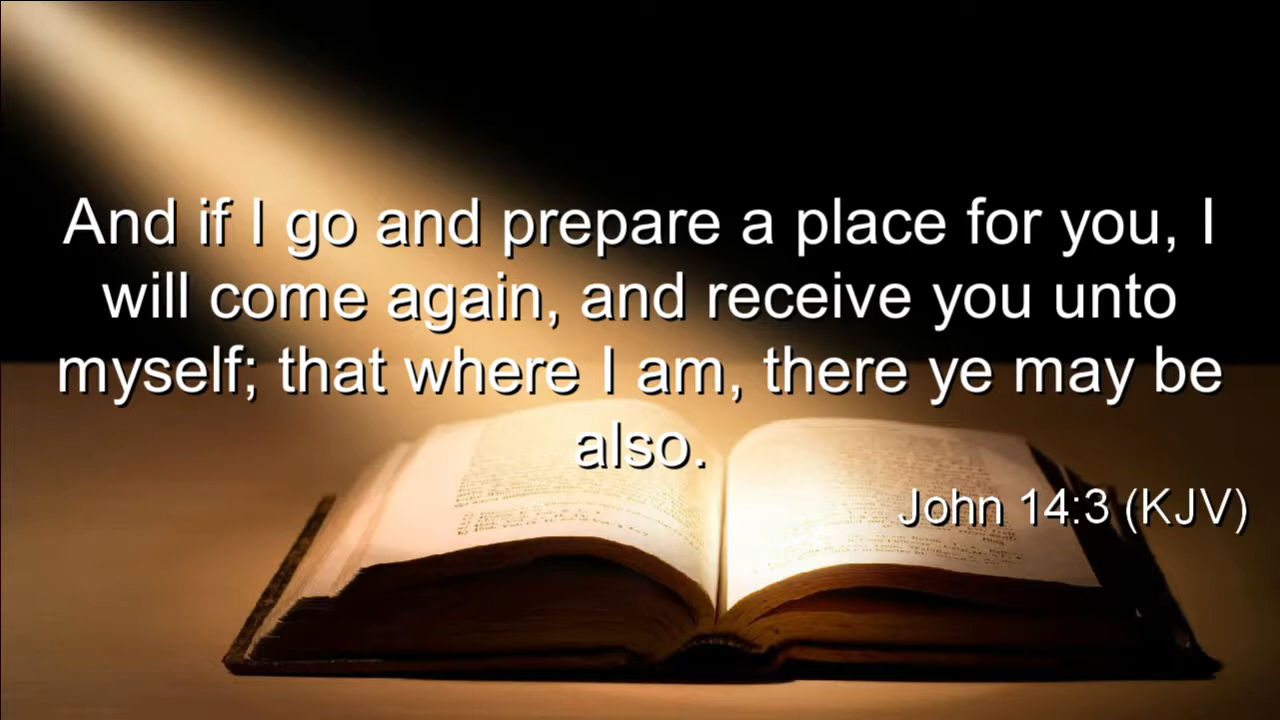 And if I go and prepare a place for you, I
will come again, and receive you unto
myself; that where I am, there ye may be
also.
John 14:3 (KJV)